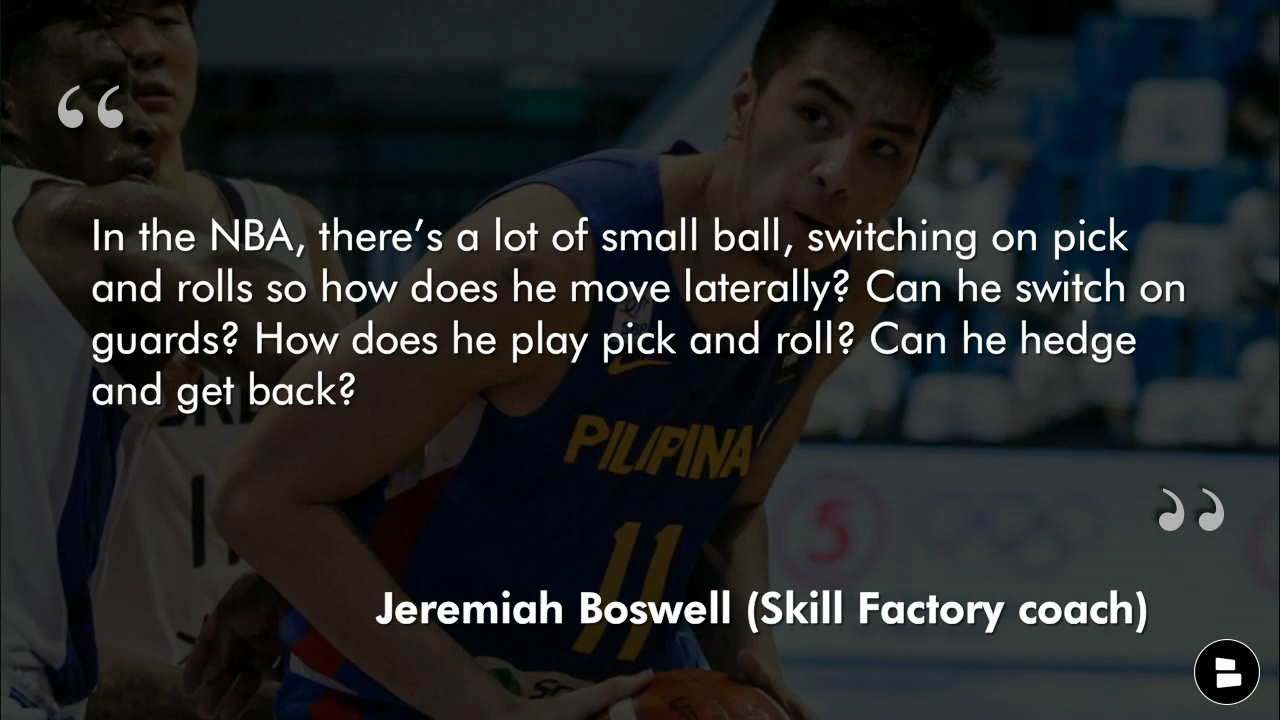 “
In the NBA, there’s a lot of small ball, switching on pick
and rolls so how does he move laterally? Can he switch on
guards? How does he play pick and roll? Can he hedge
and get back?
PILIPINAS
11
5
”
Jeremiah Boswell (Skill Factory coach)